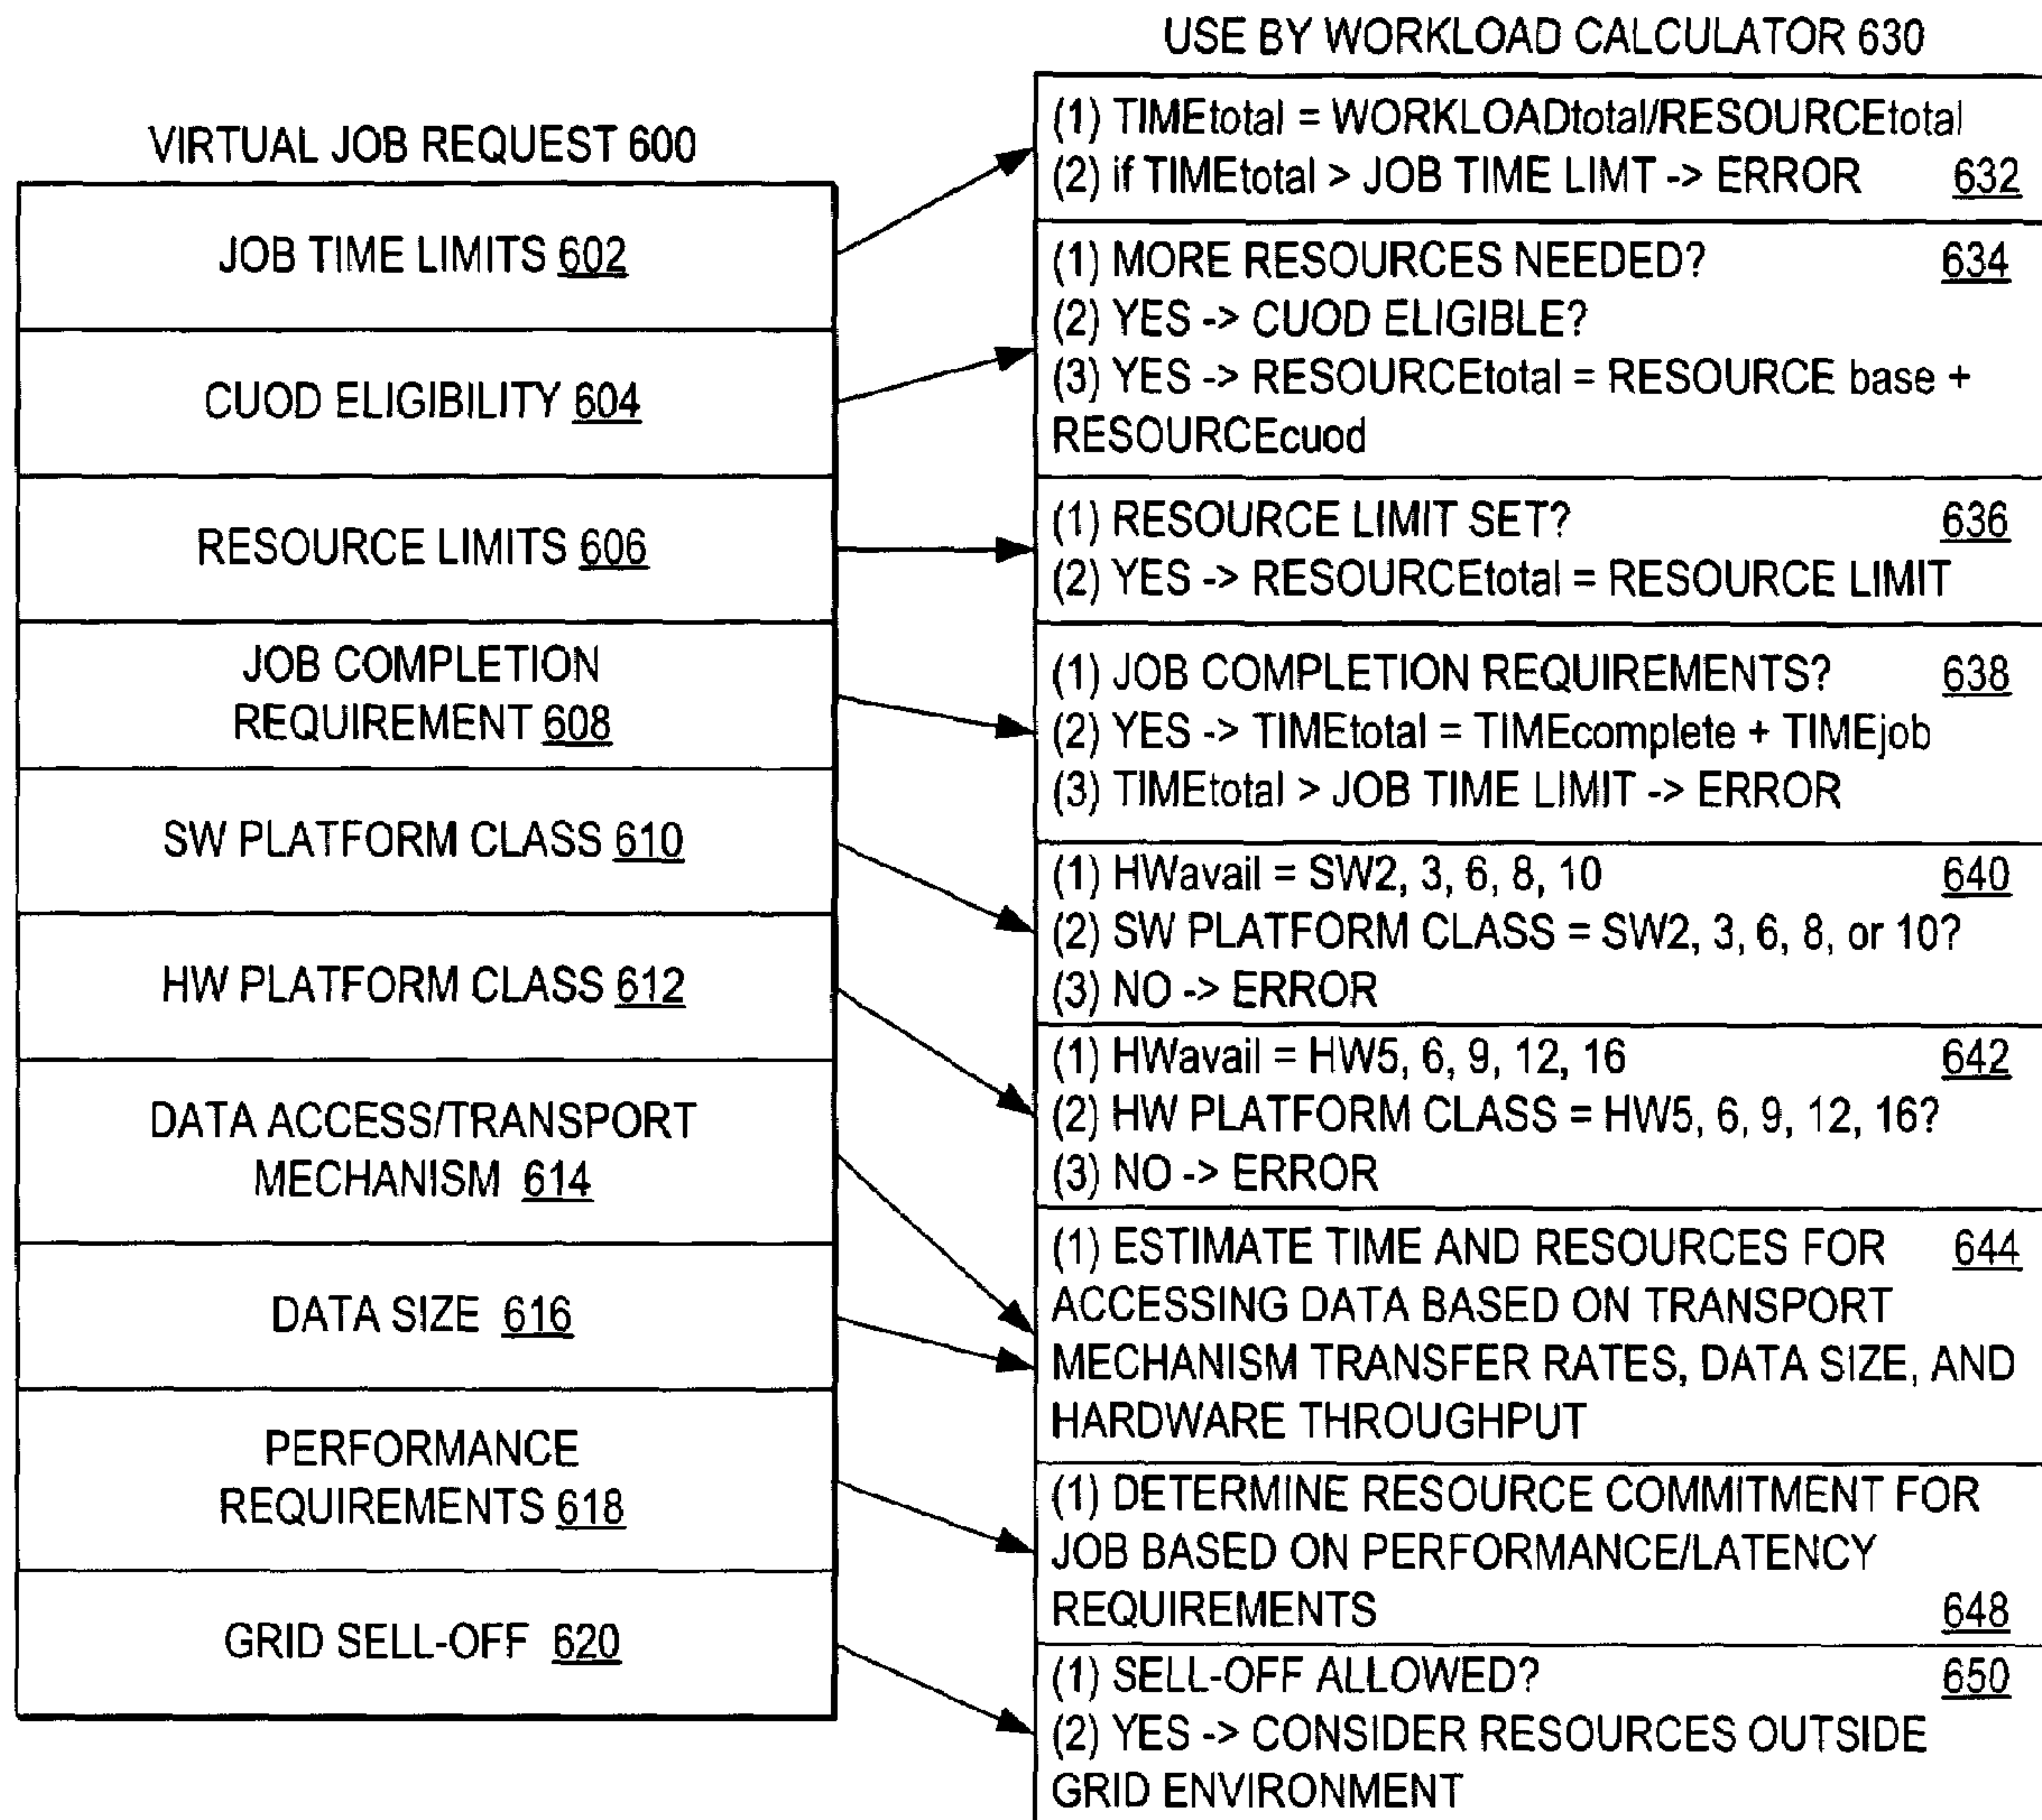 VIRTUAL JOB REQUEST 600
JOB TIME LIMITS 602
CUOD ELIGIBILITY 604
RESOURCE LIMITS 606
JOB COMPLETION
REQUIREMENT 608
SW PLATFORM CLASS 610
HW PLATFORM CLASS 612
DATA ACCESS/TRANSPORT
MECHANISM 614
DATA SIZE 616
PERFORMANCE
REQUIREMENTS 618
GRID SELL-OFF 620
USE BY WORKLOAD CALCULATOR 630
(1) TIMEtotal = WORKLOADtotal/RESOURCEtotal
(2) if TIMEtotal > JOB TIME LIMT -> ERROR 632
(1) MORE RESOURCES NEEDED? 634
(2) YES -> CUOD ELIGIBLE?
(3) YES -> RESOURCEtotal = RESOURCE base +
RESOURCEcuod
(1) RESOURCE LIMIT SET? 636
(2) YES -> RESOURCEtotal = RESOURCE LIMIT
(1) JOB COMPLETION REQUIREMENTS? 638
(2) YES -> TIMEtotal = TIMEcomplete + TIMEjob
(3) TIMEtotal > JOB TIME LIMIT -> ERROR
(1) HWavail = SW2, 3, 6, 8, 10 640
(2) SW PLATFORM CLASS = SW2, 3, 6, 8, or 10?
(3) NO -> ERROR
(1) HWavail = HW5, 6, 9, 12, 16 642
(2) HW PLATFORM CLASS = HW5, 6, 9, 12, 16?
(3) NO -> ERROR
(1) ESTIMATE TIME AND RESOURCES FOR 644
ACCESSING DATA BASED ON TRANSPORT
MECHANISM TRANSFER RATES, DATA SIZE, AND
HARDWARE THROUGHPUT
(1) DETERMINE RESOURCE COMMITMENT FOR
JOB BASED ON PERFORMANCE/LATENCY
REQUIREMENTS 648
(1) SELL-OFF ALLOWED? 650
(2) YES -> CONSIDER RESOURCES OUTSIDE
GRID ENVIRONMENT